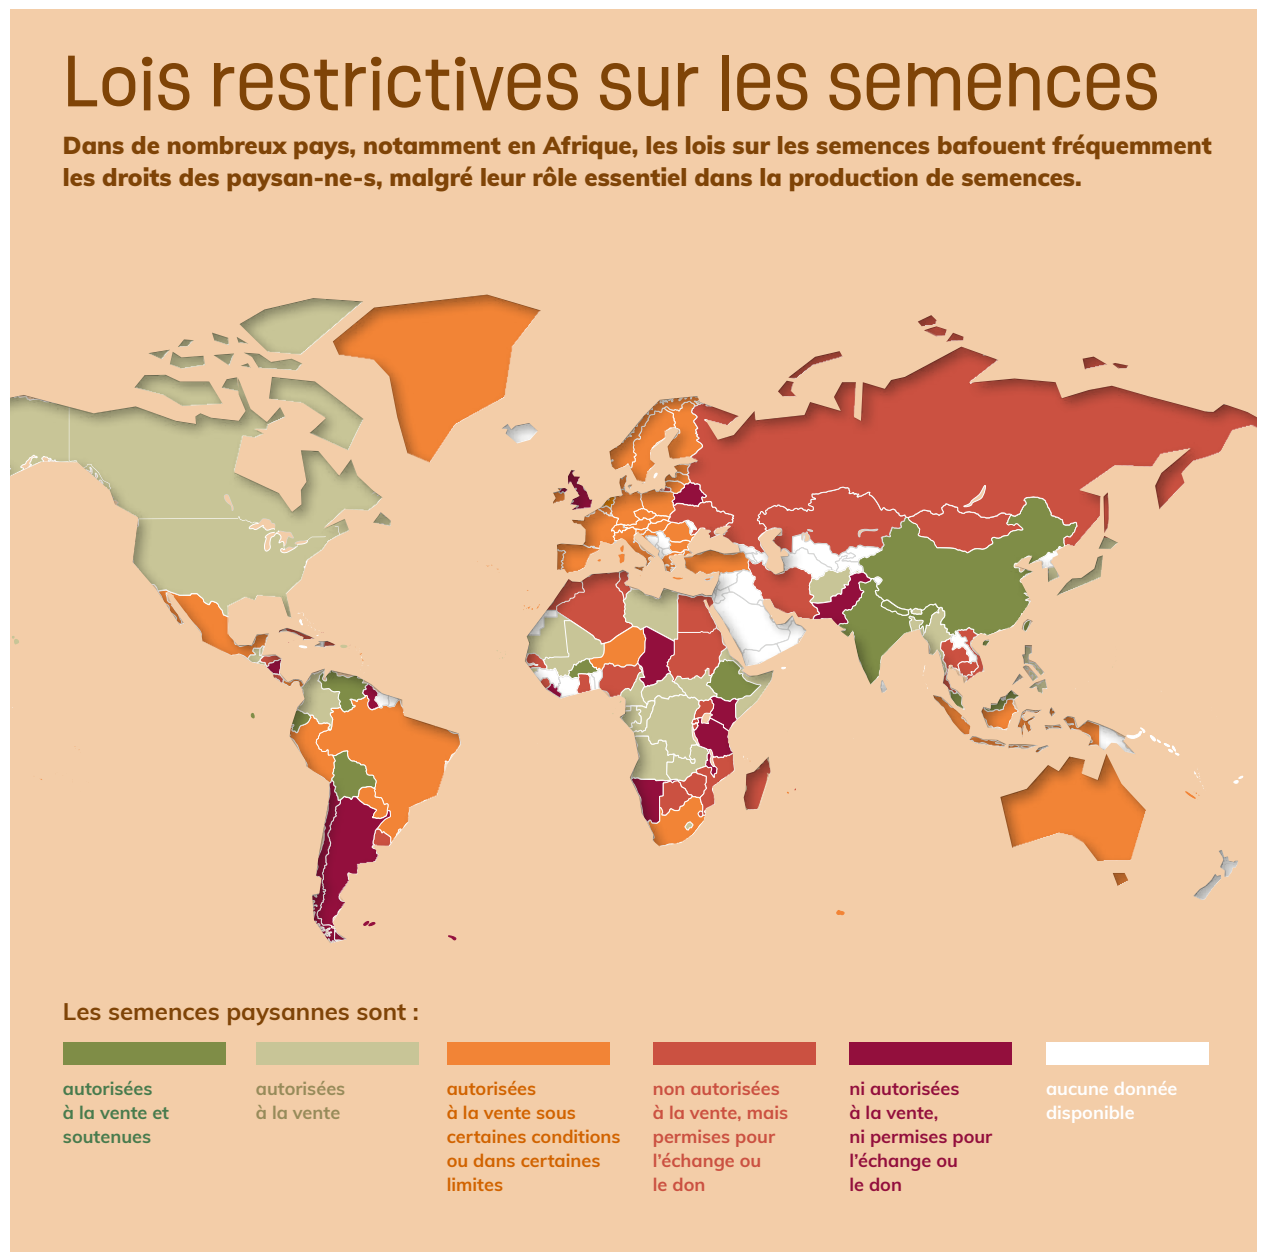 Lois restrictives sur les semences
Dans de nombreux pays, notamment en Afrique, les lois sur les semences bafouent fréquemment
les droits des paysan-ne-s, malgré leur rôle essentiel dans la production de semences.
Les semences paysannes sont :
autorisées
à la vente et
soutenues
autorisées
à la vente
autorisées
à la vente sous
certaines conditions
ou dans certaines
limites
non autorisées
à la vente, mais
permises pour
l’échange ou
le don
ni autorisées
à la vente,
ni permises pour
l’échange ou
le don
aucune donnée
disponible